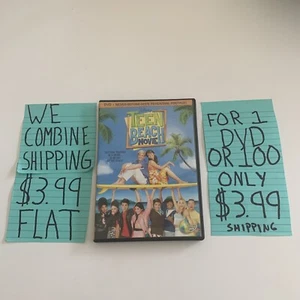 WE
COMBINE
SHIPPING
$3.99
FLAT
TEEN
BEACH
MOVIE
FOR 1
DVD
OR 100
ONLY
$3.99
SHIPPING